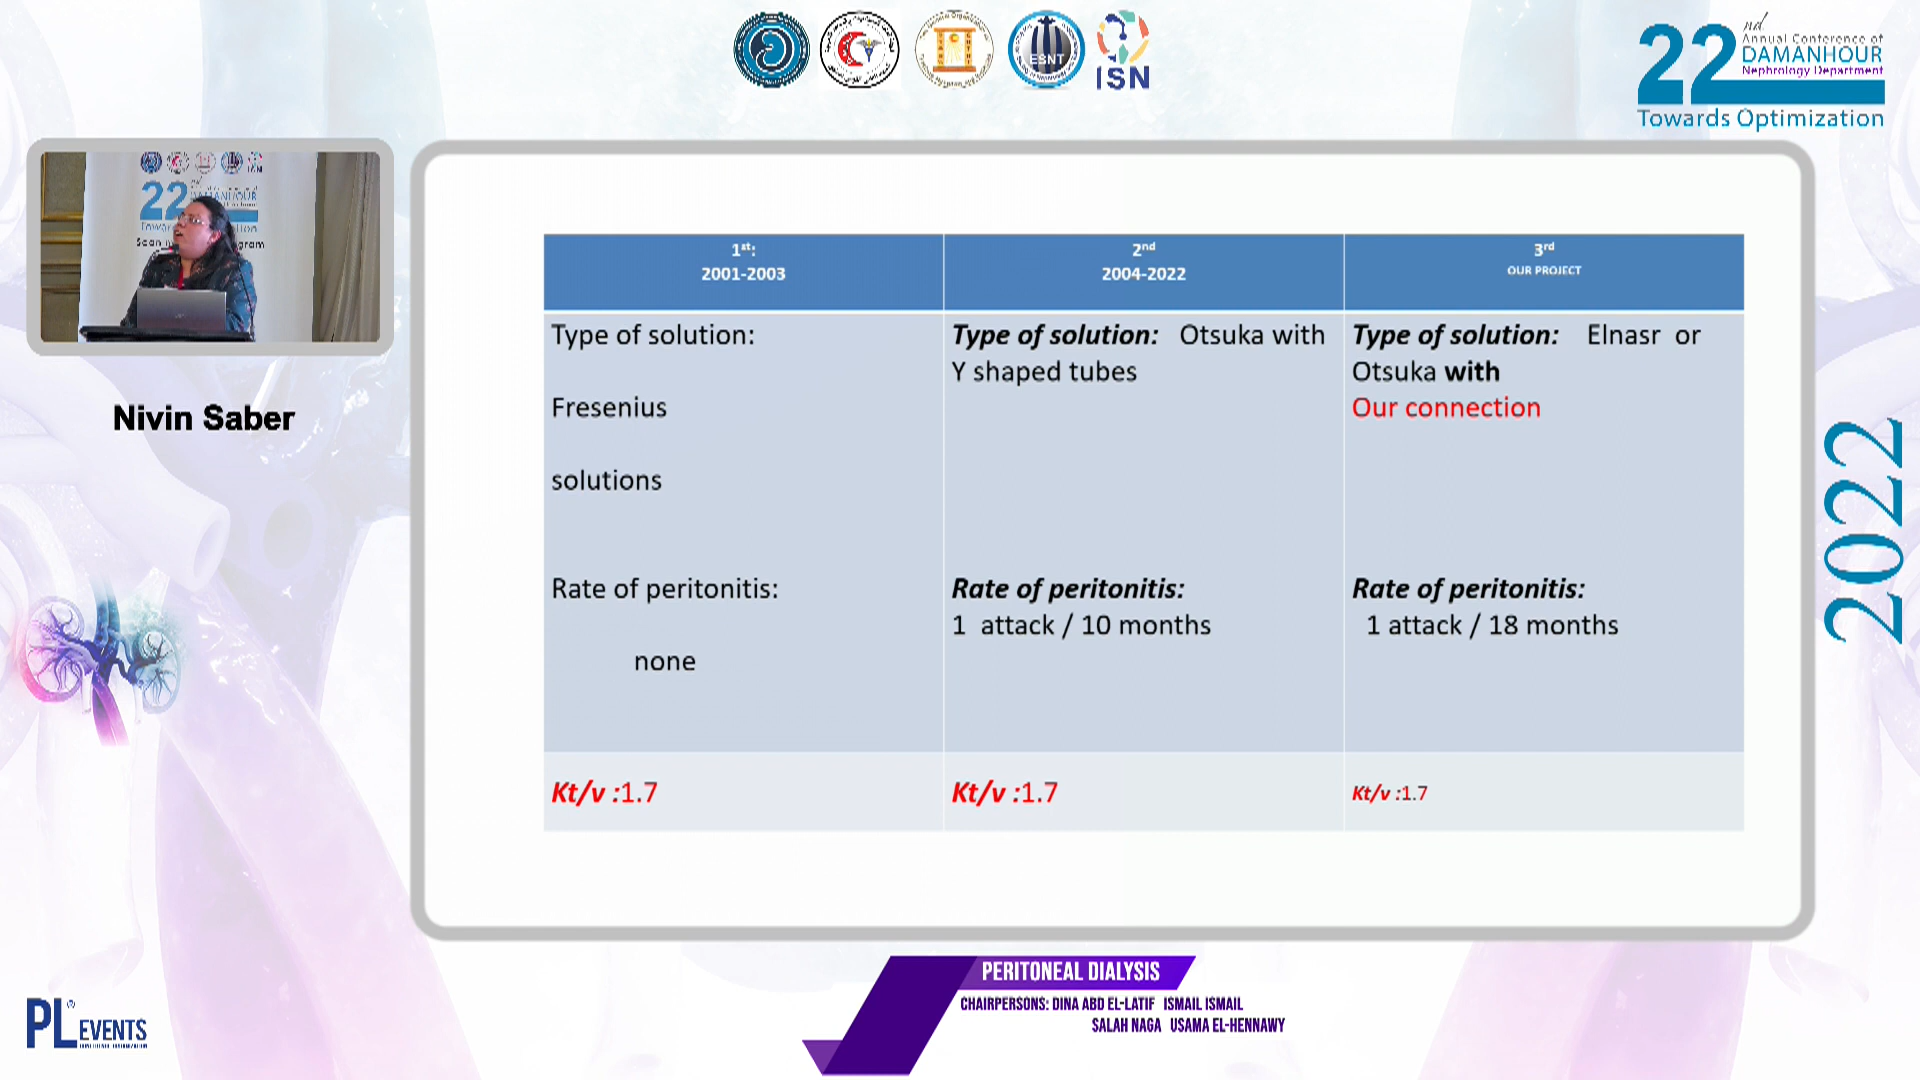 ESNT
ISN
22nd
Annual Conference of
DAMANHOUR
Nephrology Department
Towards Optimization
22
DAMANHOUR
Nivin Saber
1st:
2001-2003
2nd
2004-2022
3rd
OUR PROJECT
Type of solution:
Fresenius
solutions
Rate of peritonitis:
none
Type of solution: Otsuka with
Y shaped tubes
Rate of peritonitis:
1 attack / 10 months
Type of solution: Elnasr or
Otsuka with
Our connection
Rate of peritonitis:
1 attack / 18 months
Kt/v :1.7
Kt/v :1.7
Kt/v :1.7
2022
PERITONEAL DIALYSIS
CHAIRPERSONS: DINA ABD EL-LATIF ISMAIL ISMAIL
SALAH NAGA USAMA EL-HENNAWY
PL® EVENTS